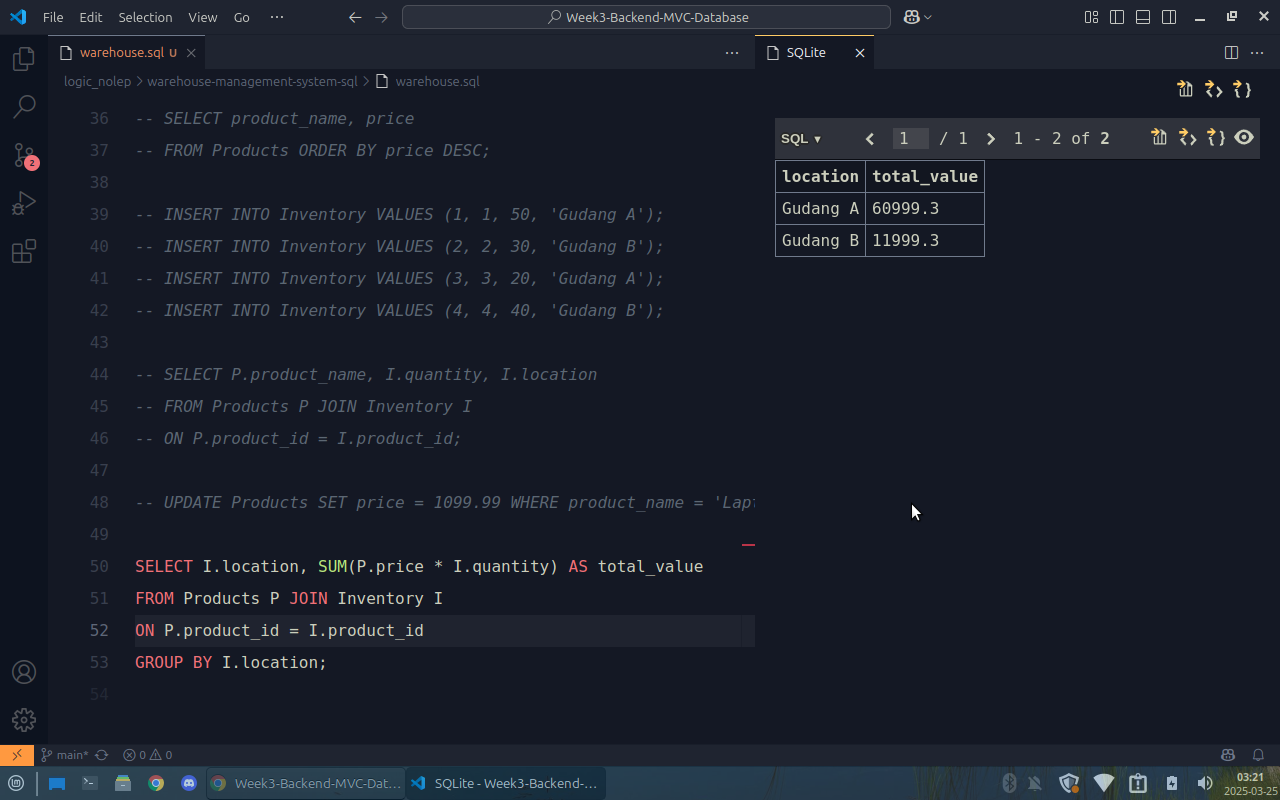 File Edit Selection View Go ··· Week3-Backend-MVC-Database
warehouse.sql U
SQLite
logic_nolep > warehouse-management-system-sql > warehouse.sql
36 -- SELECT product_name, price
37 -- FROM Products ORDER BY price DESC;
38
39 -- INSERT INTO Inventory VALUES (1, 1, 50, 'Gudang A');
40 -- INSERT INTO Inventory VALUES (2, 2, 30, 'Gudang B');
41 -- INSERT INTO Inventory VALUES (3, 3, 20, 'Gudang A');
42 -- INSERT INTO Inventory VALUES (4, 4, 40, 'Gudang B');
43
44 -- SELECT P.product_name, I.quantity, I.location
45 -- FROM Products P JOIN Inventory I
46 -- ON P.product_id = I.product_id;
47
48 -- UPDATE Products SET price = 1099.99 WHERE product_name = 'Lapt
49
50 SELECT I.location, SUM(P.price * I.quantity) AS total_value
51 FROM Products P JOIN Inventory I
52 ON P.product_id = I.product_id
53 GROUP BY I.location;
54
SQL ▾ < 1 / 1 > 1 - 2 of 2
location total_value
Gudang A 60999.3
Gudang B 11999.3
2
main* 0 0
Week3-Backend-MVC-Dat... SQLite - Week3-Backend-...
03:21
2025-03-25